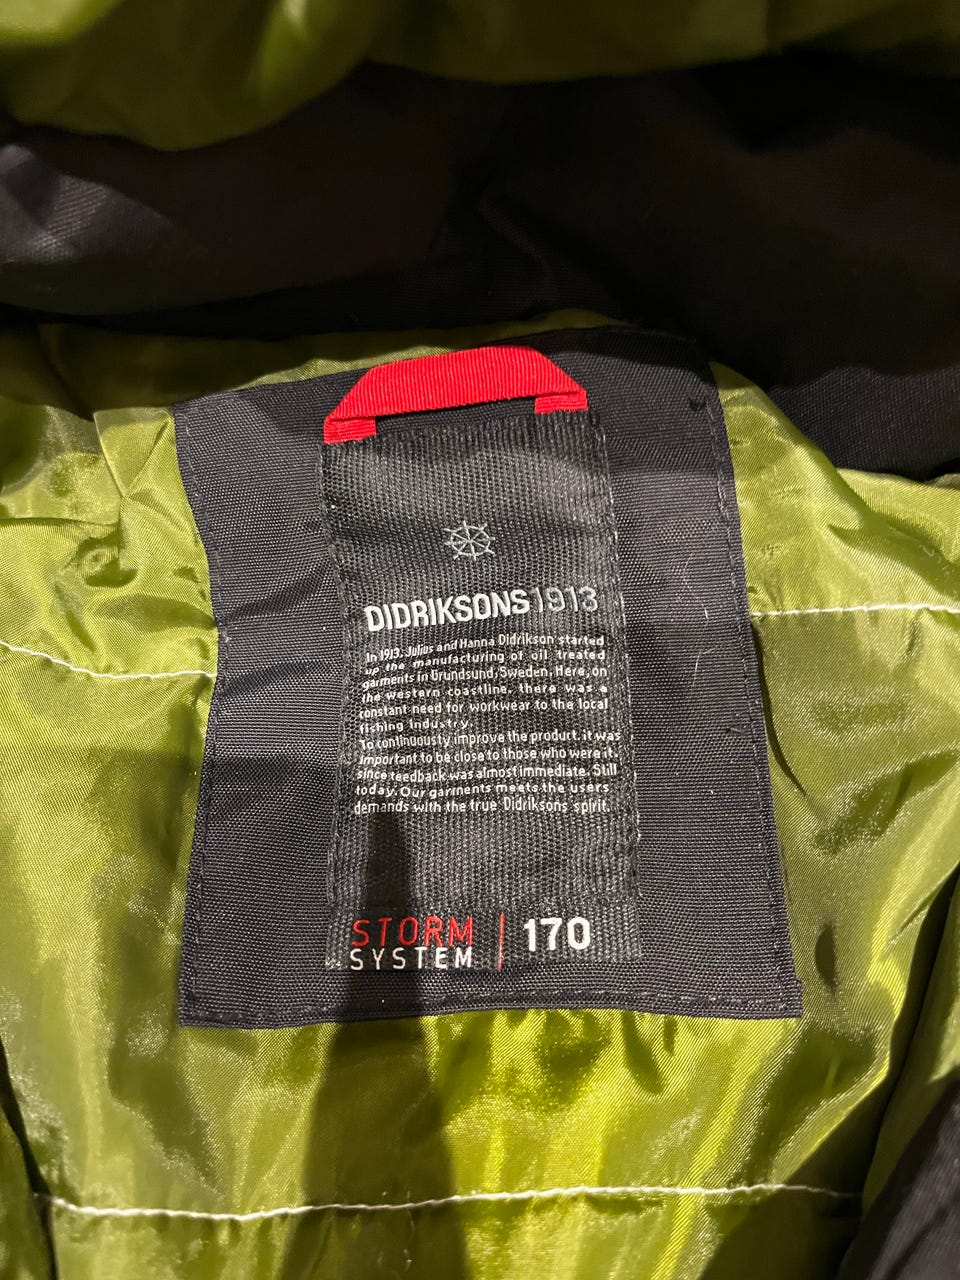 DIDRIKSONS1913
In 1913, Julius and Hanna Didrikson started
up the manufacturing of oil treated
garments in Grundsund, Sweden. Here, on
the western coastline, there was a
constant need for workwear to the local
fishing industry.
To continuously improve the product, it was
important to be close to those who were it,
since feedback was almost immediate. Still
today, Our garments meets the users
demands with the true Didriksons spirit.
STORM
SYSTEM | 170